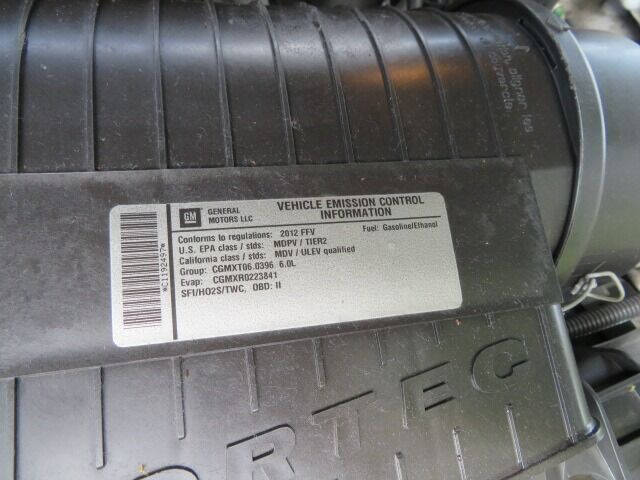 GM
GENERAL
MOTORS LLC
VEHICLE EMISSION CONTROL
INFORMATION
Conforms to regulations: 2012 FFV
Fuel: Gasoline/Ethanol
U.S. EPA class / stds: MDPV / TIER2
California class / stds: MDV / ULEV qualified
Group: CGMXT06.0396 6.0L
Evap: CGMXR0223841
SFI/HO2S/TWC, OBD: II
*C1192497*
ORTEC